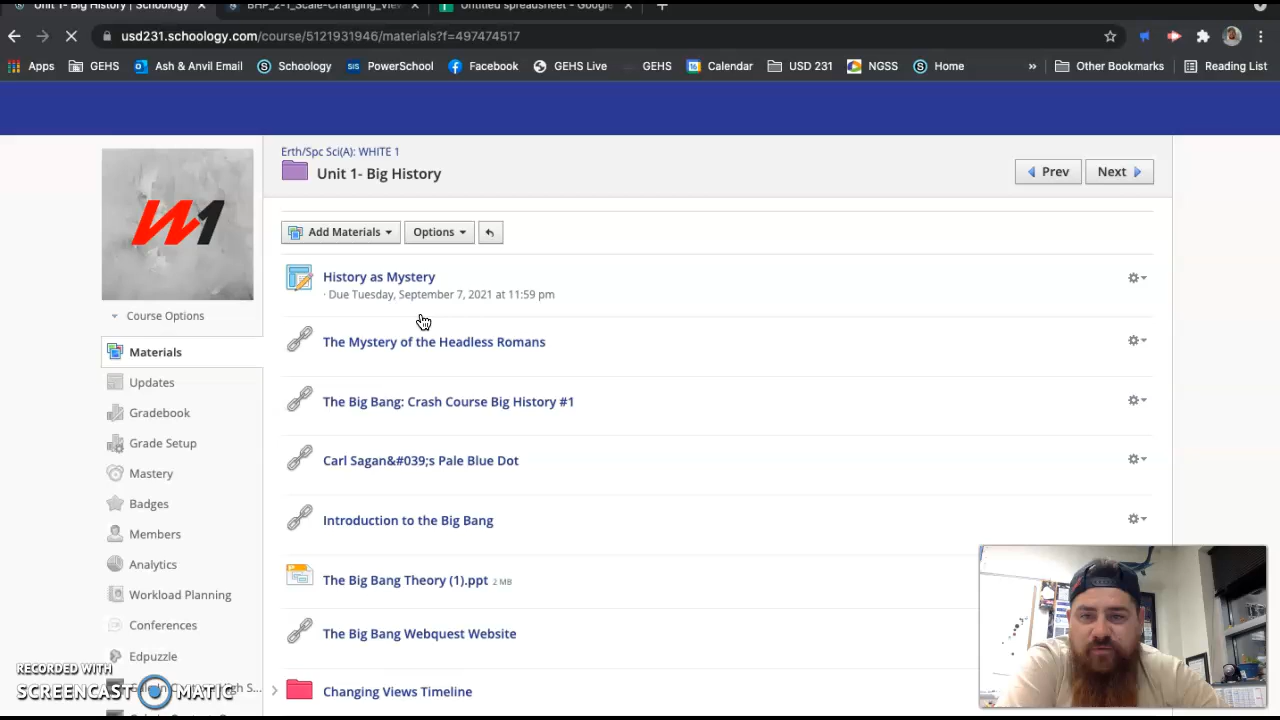 Unit 1- Big History | Schoology
BHP_2-1_Scale-Changing_View
Untitled spreadsheet - Google
usd231.schoology.com/course/5121931946/materials?f=497474517
Apps GEHS Ash & Anvil Email Schoology PowerSchool Facebook GEHS Live GEHS Calendar USD 231 NGSS Home » Other Bookmarks Reading List
Erth/Spc Sci(A): WHITE 1
Unit 1- Big History
Prev Next
W1
Add Materials Options
History as Mystery
· Due Tuesday, September 7, 2021 at 11:59 pm
Course Options
The Mystery of the Headless Romans
Materials
Updates
The Big Bang: Crash Course Big History #1
Gradebook
Grade Setup
Carl Sagan&#039;s Pale Blue Dot
Mastery
Badges
Introduction to the Big Bang
Members
Analytics
The Big Bang Theory (1).ppt 2 MB
Workload Planning
Conferences
The Big Bang Webquest Website
Edpuzzle
RECORDED WITH
SCREENCAST MATIC
Changing Views Timeline